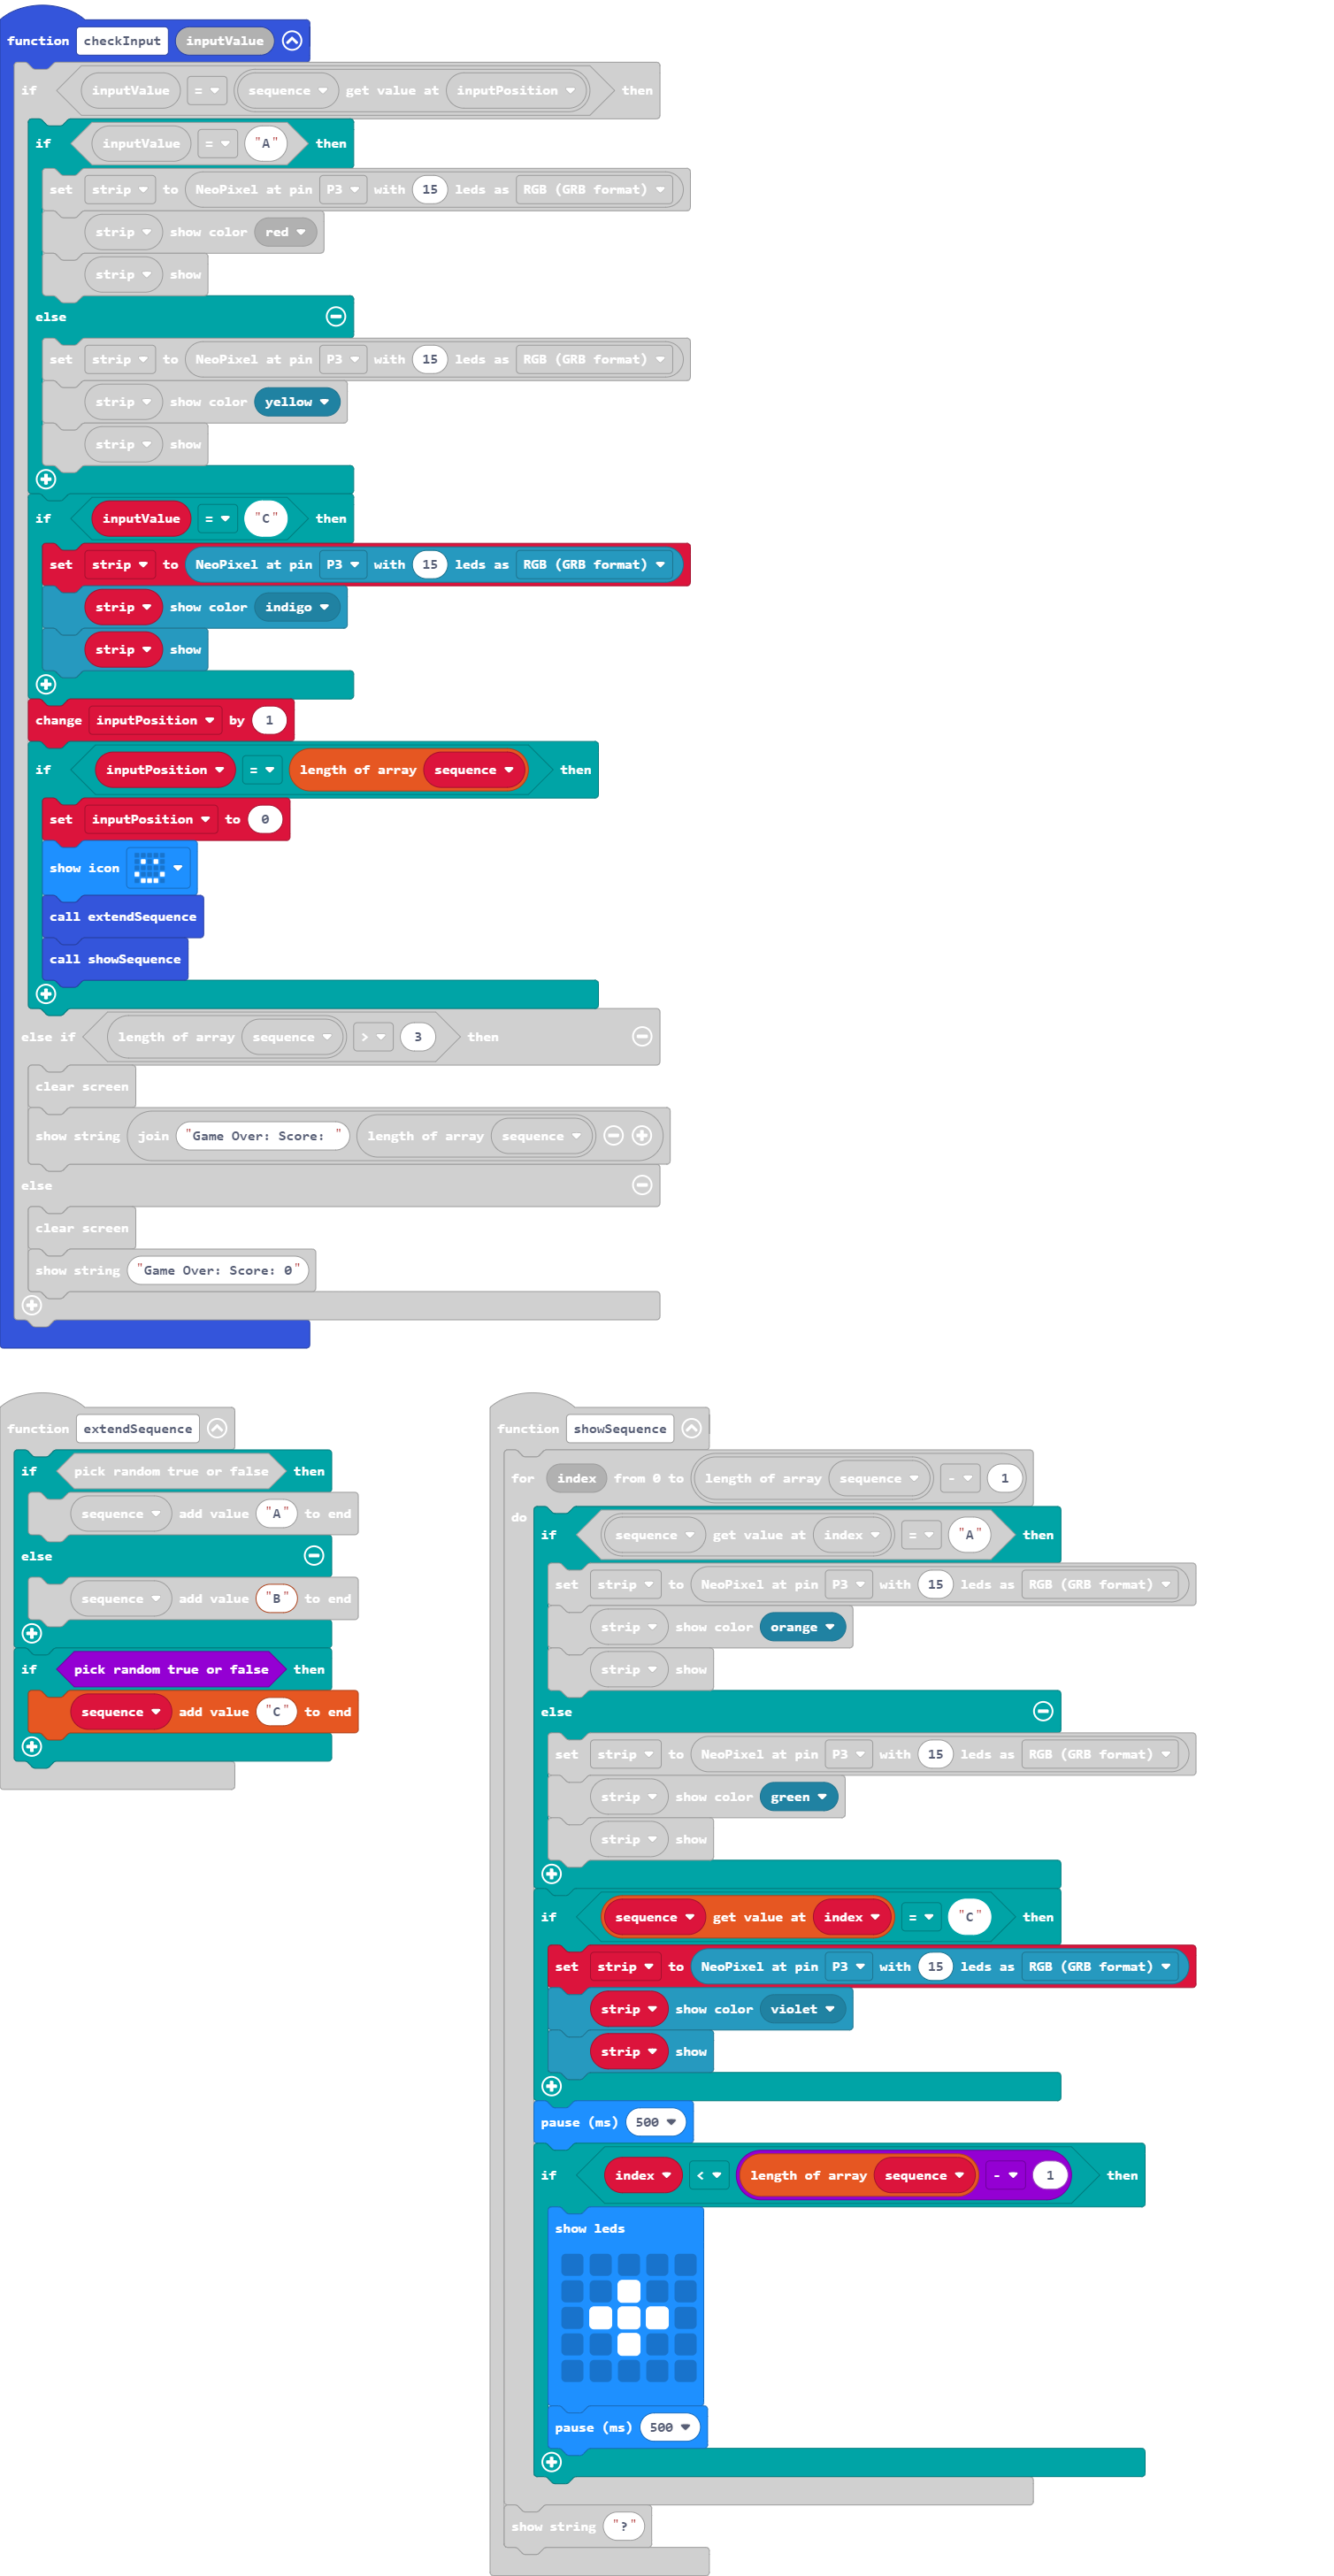 function checkInput inputValue
if inputValue = sequence get value at inputPosition then
if inputValue = "A" then
set strip to NeoPixel at pin P3 with 15 leds as RGB (GRB format)
strip show color red
strip show
else
set strip to NeoPixel at pin P3 with 15 leds as RGB (GRB format)
strip show color yellow
strip show
if inputValue = "C" then
set strip to NeoPixel at pin P3 with 15 leds as RGB (GRB format)
strip show color indigo
strip show
change inputPosition by 1
if inputPosition = length of array sequence then
set inputPosition to 0
show icon
call extendSequence
call showSequence
else if length of array sequence > 3 then
clear screen
show string join "Game Over: Score: " length of array sequence
else
clear screen
show string "Game Over: Score: 0"
function extendSequence
if pick random true or false then
sequence add value "A" to end
else
sequence add value "B" to end
if pick random true or false then
sequence add value "C" to end
function showSequence
for index from 0 to length of array sequence - 1
do
if sequence get value at index = "A" then
set strip to NeoPixel at pin P3 with 15 leds as RGB (GRB format)
strip show color orange
strip show
else
set strip to NeoPixel at pin P3 with 15 leds as RGB (GRB format)
strip show color green
strip show
if sequence get value at index = "C" then
set strip to NeoPixel at pin P3 with 15 leds as RGB (GRB format)
strip show color violet
strip show
pause (ms) 500
if index < length of array sequence - 1 then
show leds
pause (ms) 500
show string "?"